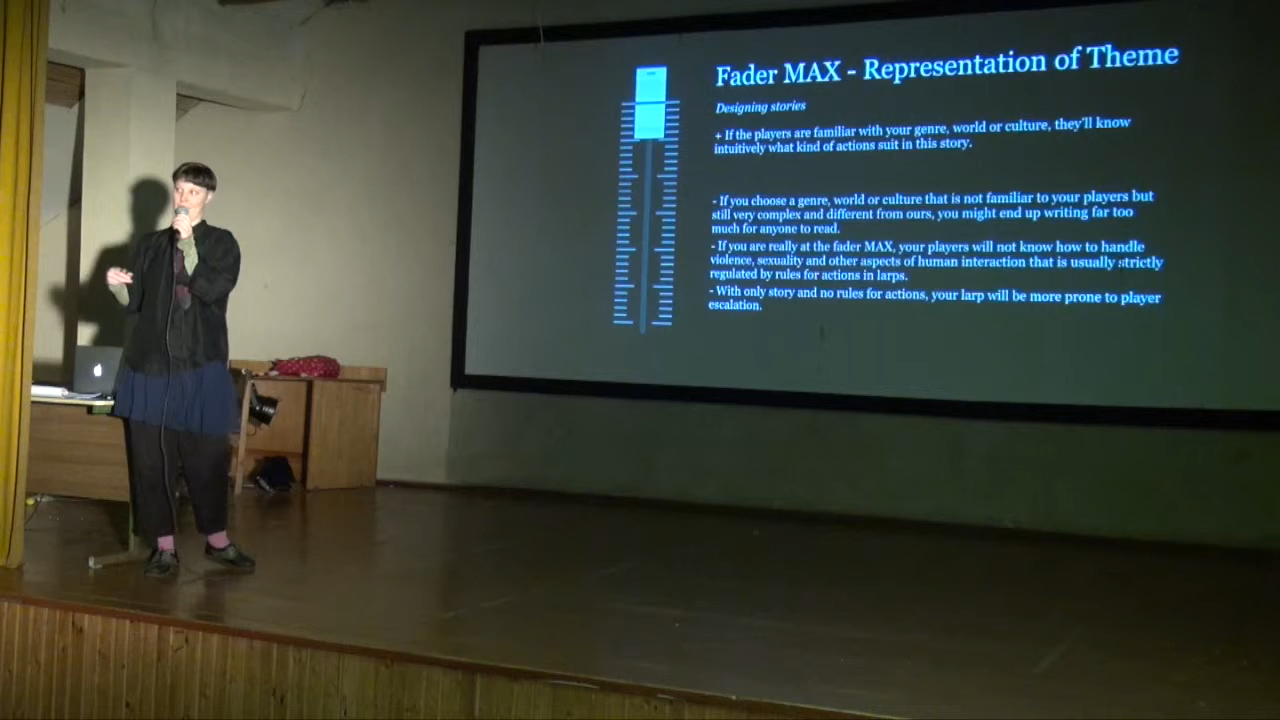 Fader MAX - Representation of Theme
Designing stories
+ If the players are familiar with your genre, world or culture, they'll know
intuitively what kind of actions suit in this story.
- If you choose a genre, world or culture that is not familiar to your players but
still very complex and different from ours, you might end up writing far too
much for anyone to read.
- If you are really at the fader MAX, your players will not know how to handle
violence, sexuality and other aspects of human interaction that is usually strictly
regulated by rules for actions in larps.
- With only story and no rules for actions, your larp will be more prone to player
escalation.